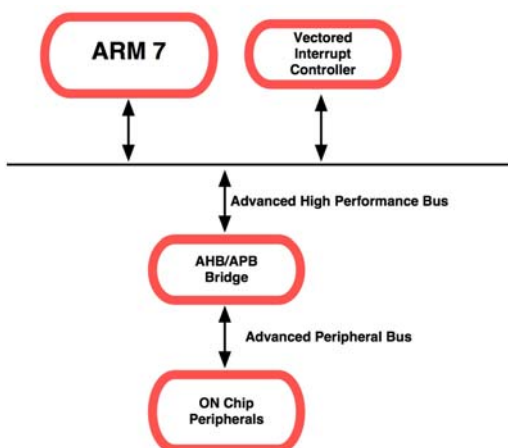 ARM 7
Vectored
Interrupt
Controller
Advanced High Performance Bus
AHB/APB
Bridge
Advanced Peripheral Bus
ON Chip
Peripherals